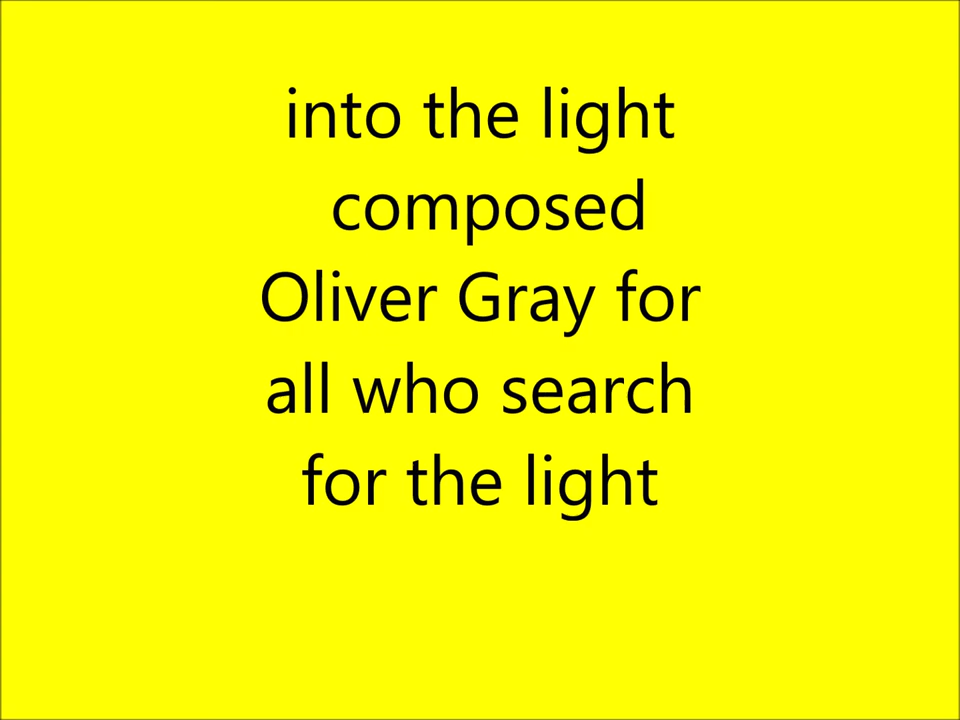 into the light
composed
Oliver Gray for
all who search
for the light